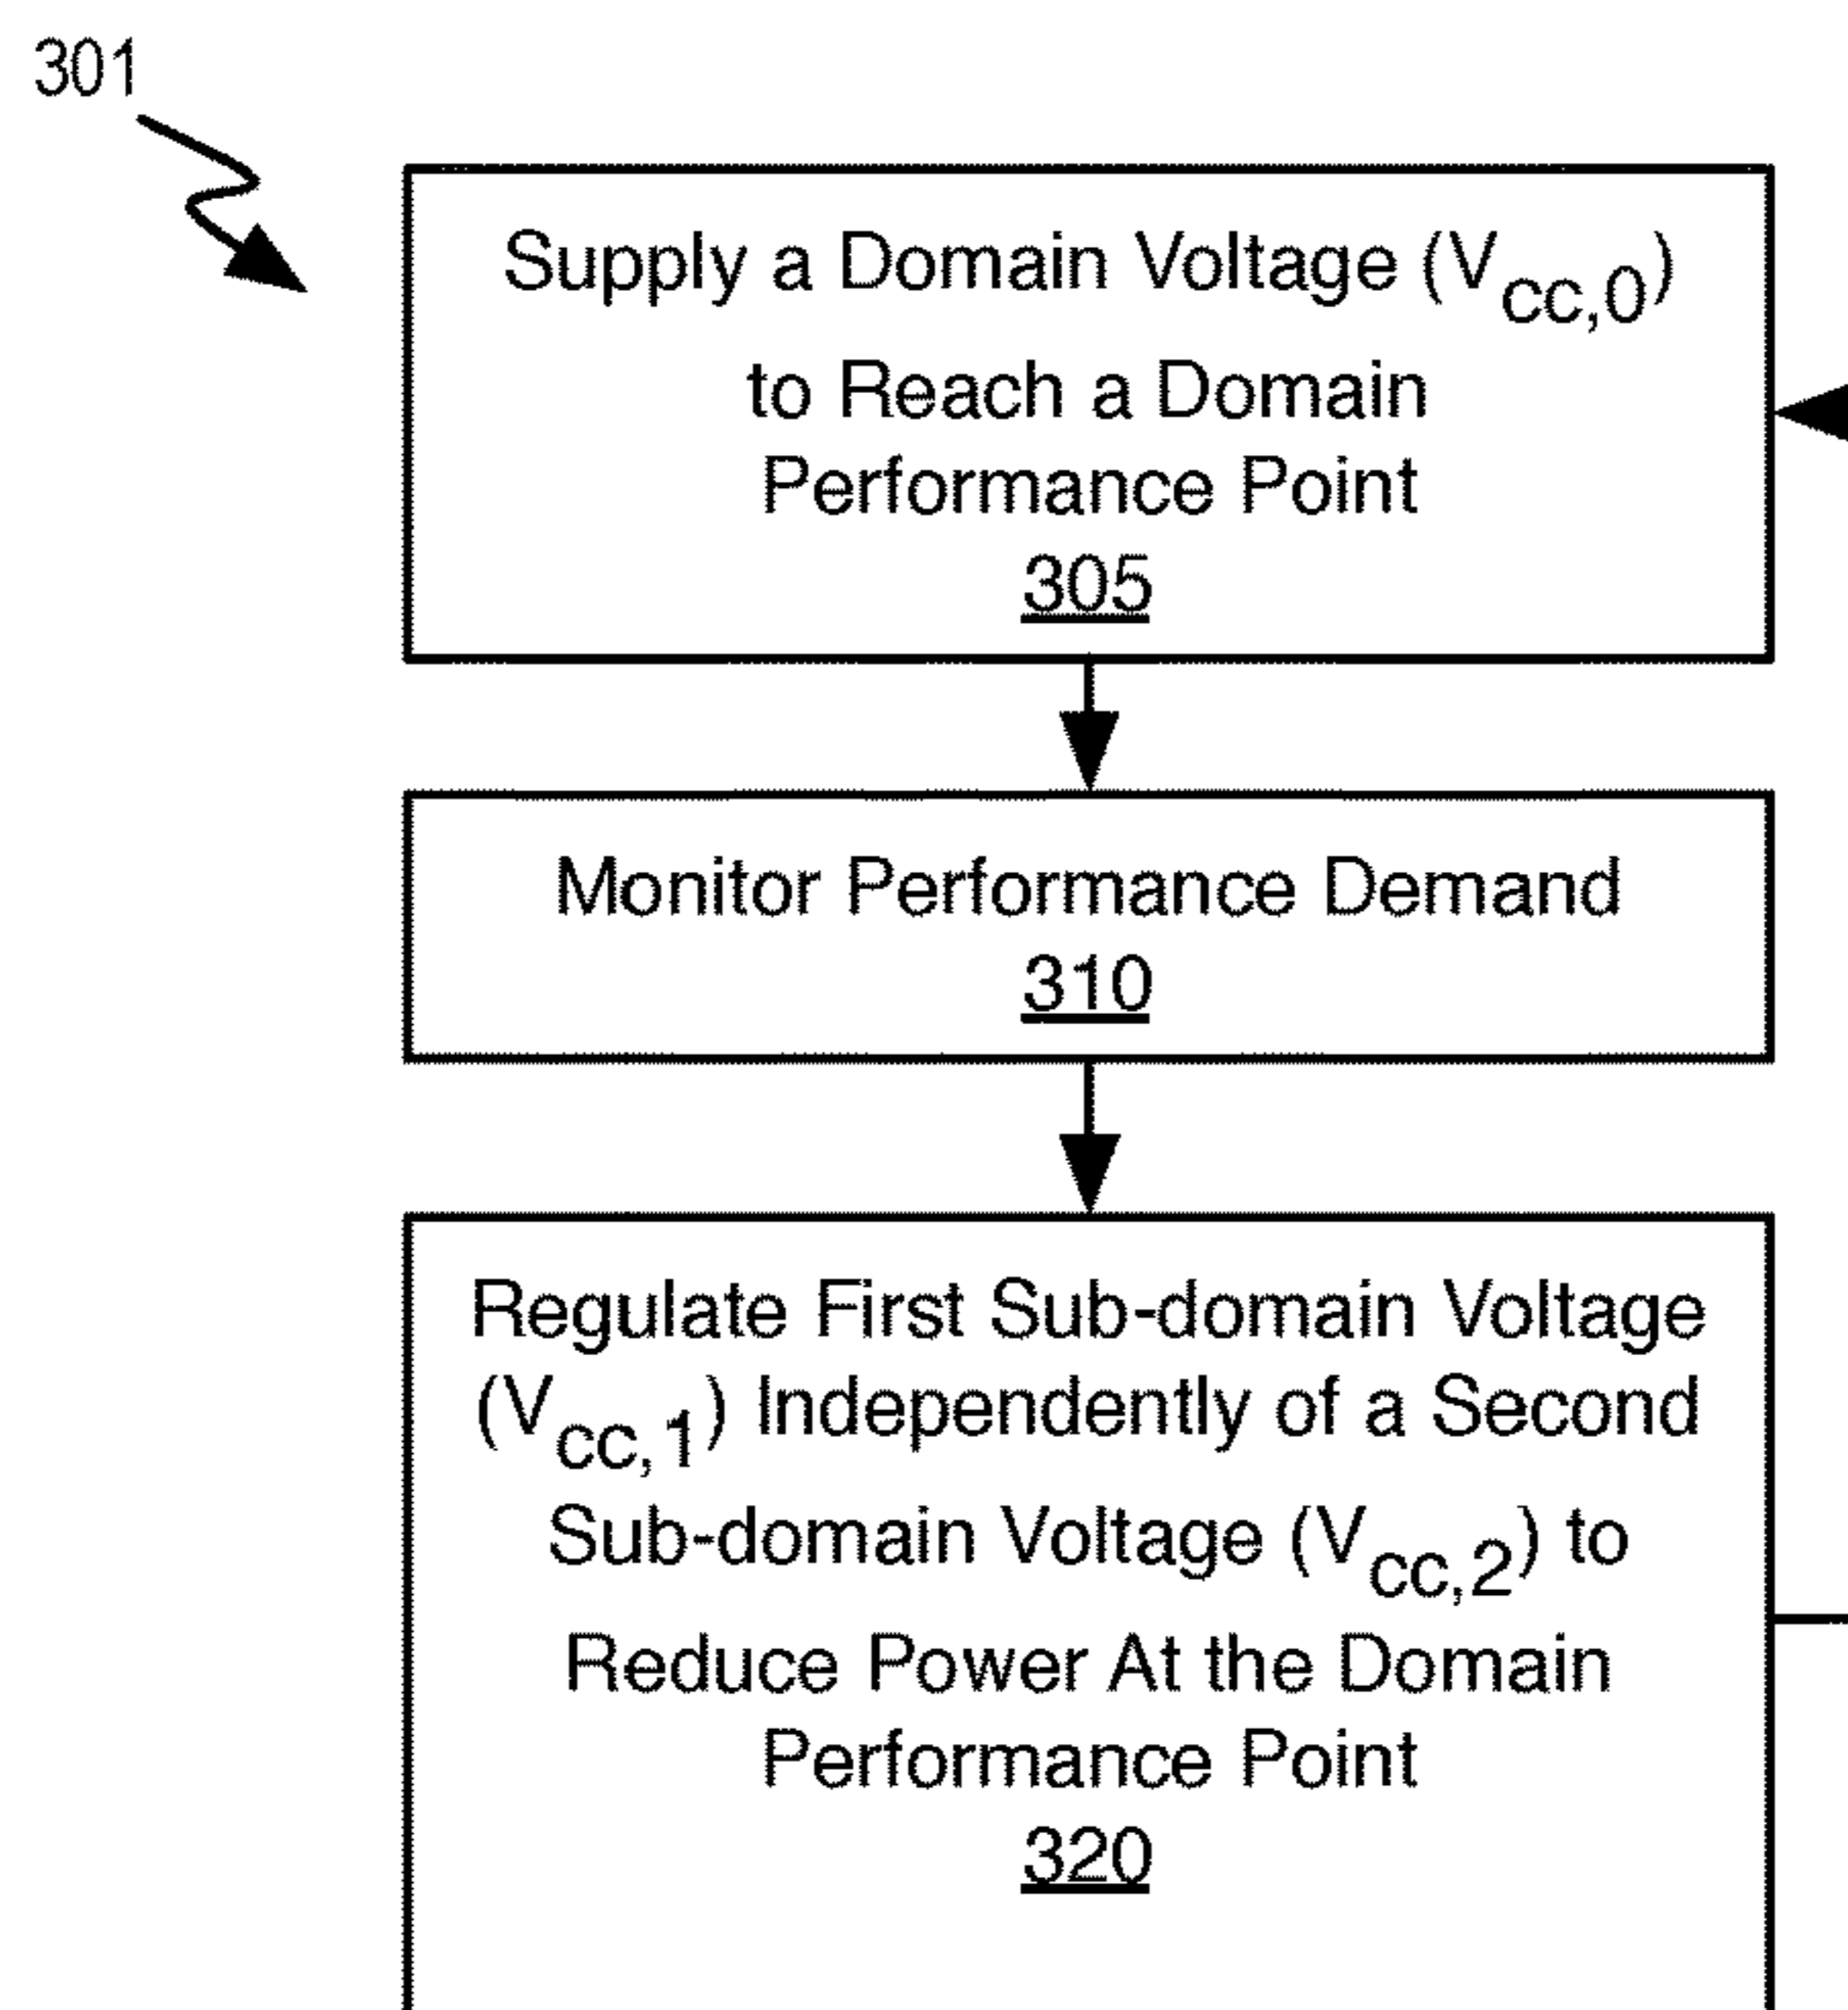 301
Supply a Domain Voltage (Vcc,0)
to Reach a Domain
Performance Point
305
Monitor Performance Demand
310
Regulate First Sub-domain Voltage
(Vcc,1) Independently of a Second
Sub-domain Voltage (Vcc,2) to
Reduce Power At the Domain
Performance Point
320